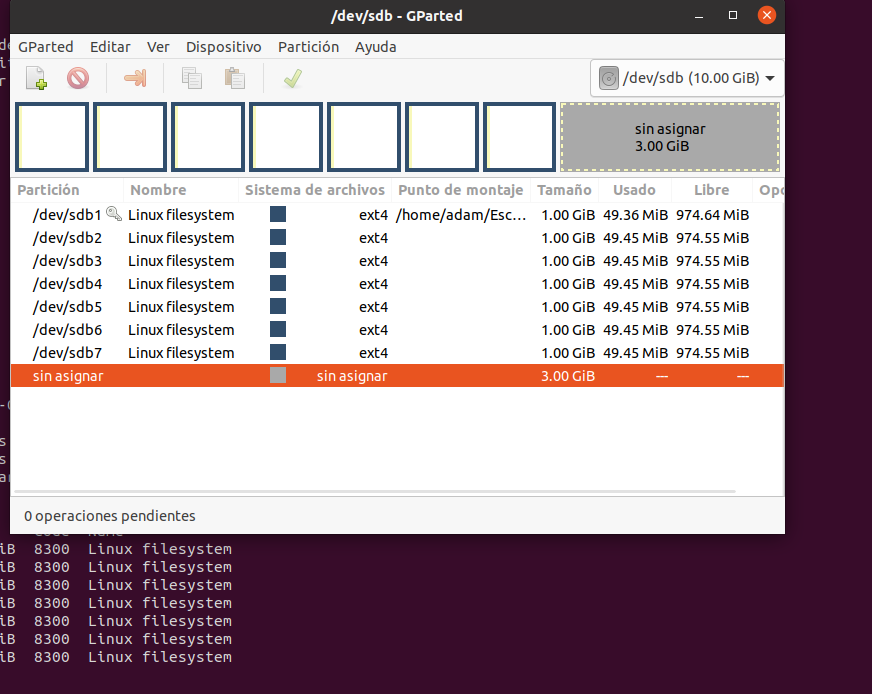 /dev/sdb - GParted
GParted Editar Ver Dispositivo Partición Ayuda
/dev/sdb (10.00 GiB)
sin asignar
3.00 GiB
Partición Nombre Sistema de archivos Punto de montaje Tamaño Usado Libre Opc
/dev/sdb1 Linux filesystem ext4 /home/adam/Esc... 1.00 GiB 49.36 MiB 974.64 MiB
/dev/sdb2 Linux filesystem ext4 1.00 GiB 49.45 MiB 974.55 MiB
/dev/sdb3 Linux filesystem ext4 1.00 GiB 49.45 MiB 974.55 MiB
/dev/sdb4 Linux filesystem ext4 1.00 GiB 49.45 MiB 974.55 MiB
/dev/sdb5 Linux filesystem ext4 1.00 GiB 49.45 MiB 974.55 MiB
/dev/sdb6 Linux filesystem ext4 1.00 GiB 49.45 MiB 974.55 MiB
/dev/sdb7 Linux filesystem ext4 1.00 GiB 49.45 MiB 974.55 MiB
sin asignar sin asignar 3.00 GiB --- ---
0 operaciones pendientes
iB 8300 Linux filesystem
iB 8300 Linux filesystem
iB 8300 Linux filesystem
iB 8300 Linux filesystem
iB 8300 Linux filesystem
iB 8300 Linux filesystem
iB 8300 Linux filesystem